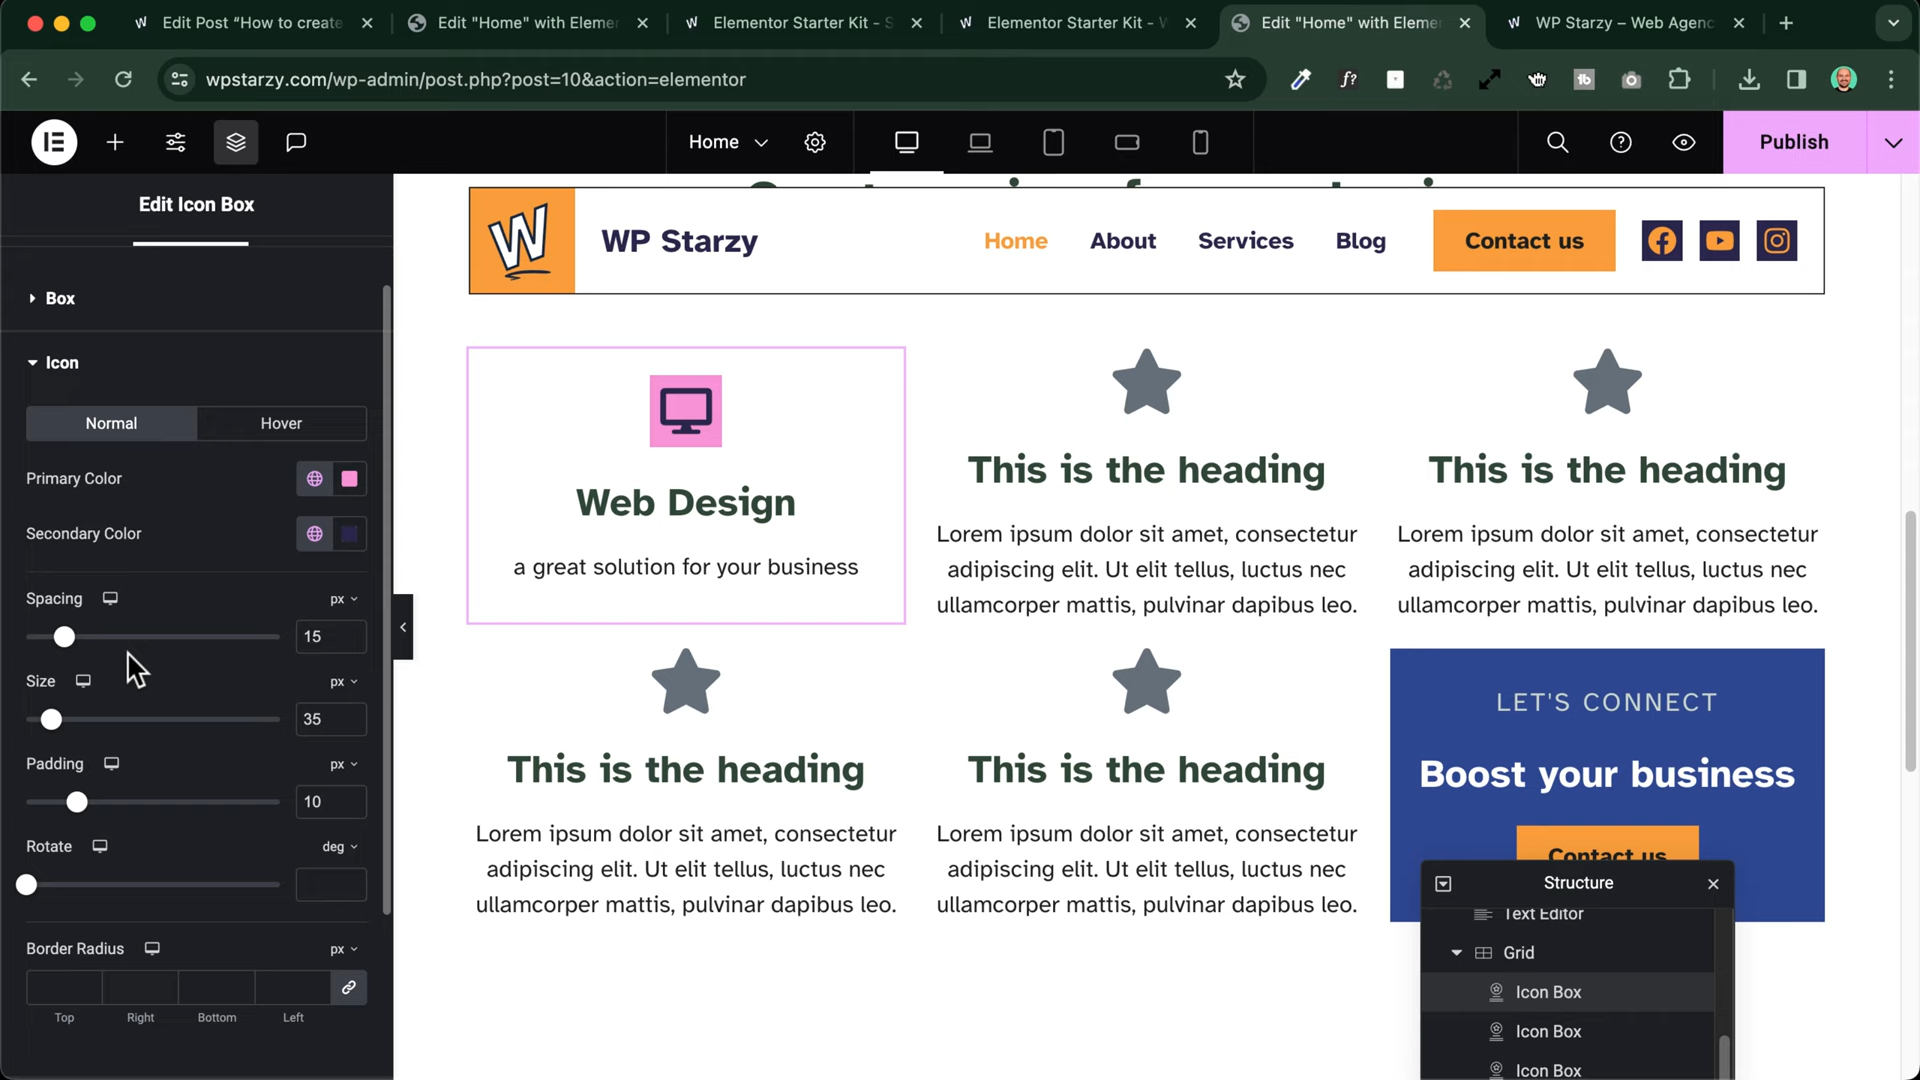 Edit Post “How to create
Edit "Home" with Elemen
Elementor Starter Kit - S
Elementor Starter Kit - W
Edit "Home" with Elemen
WP Starzy – Web Agenc
wpstarzy.com/wp-admin/post.php?post=10&action=elementor
f?
tb
Home
Publish
Edit Icon Box
Box
Icon
Normal
Hover
Primary Color
Secondary Color
Spacing
px
15
Size
px
35
Padding
px
10
Rotate
deg
Border Radius
px
Top
Right
Bottom
Left
W
WP Starzy
Home
About
Services
Blog
Contact us
Web Design
a great solution for your business
This is the heading
Lorem ipsum dolor sit amet, consectetur
adipiscing elit. Ut elit tellus, luctus nec
ullamcorper mattis, pulvinar dapibus leo.
This is the heading
Lorem ipsum dolor sit amet, consectetur
adipiscing elit. Ut elit tellus, luctus nec
ullamcorper mattis, pulvinar dapibus leo.
This is the heading
Lorem ipsum dolor sit amet, consectetur
adipiscing elit. Ut elit tellus, luctus nec
ullamcorper mattis, pulvinar dapibus leo.
This is the heading
Lorem ipsum dolor sit amet, consectetur
adipiscing elit. Ut elit tellus, luctus nec
ullamcorper mattis, pulvinar dapibus leo.
LET'S CONNECT
Boost your business
Contact us
Structure
Text Editor
Grid
Icon Box
Icon Box
Icon Box